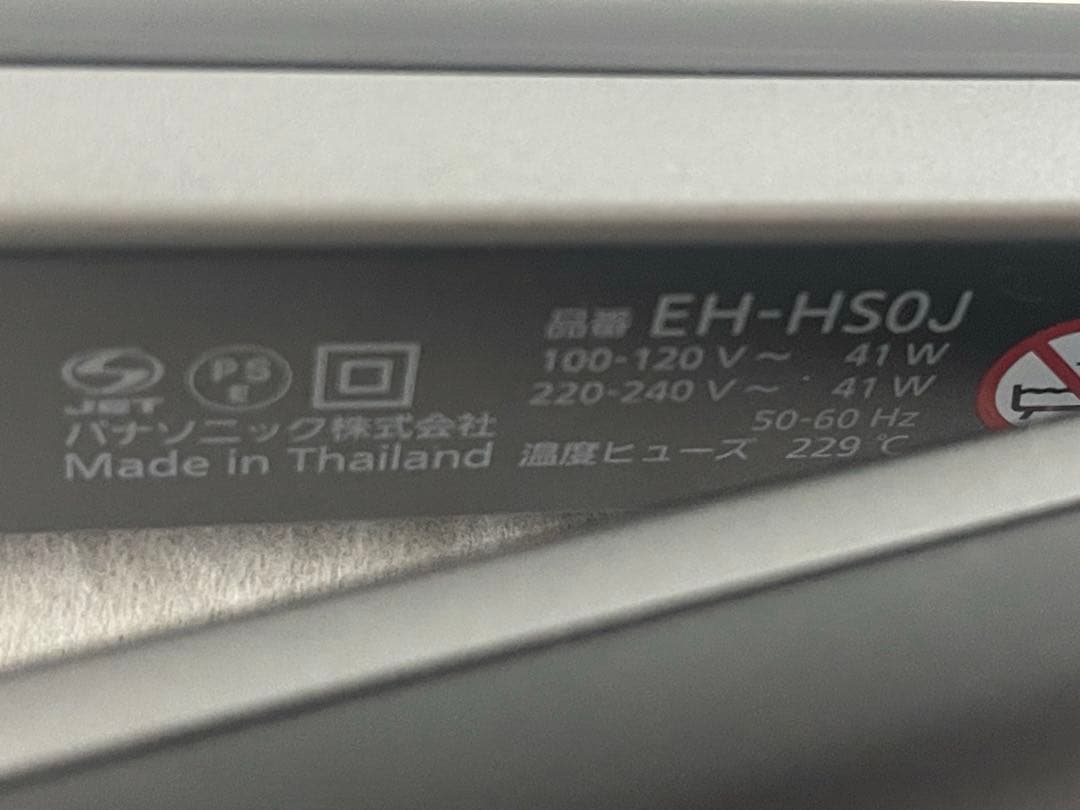 JET
PS
E
パナソニック株式会社
Made in Thailand
品番 EH-HS0J
100-120 V～ 41 W
220-240 V～ 41 W
50-60 Hz
温度ヒューズ 229 ℃